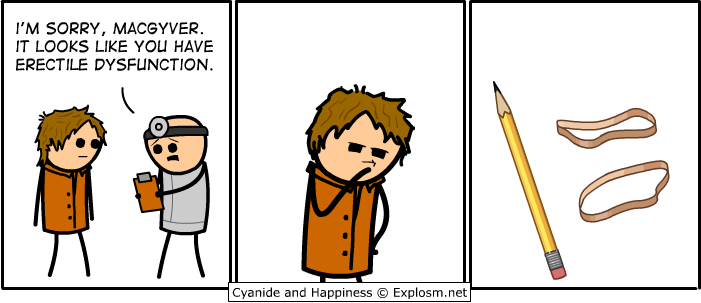 I'M SORRY, MACGYVER.
IT LOOKS LIKE YOU HAVE
ERECTILE DYSFUNCTION.
Cyanide and Happiness © Explosm.net